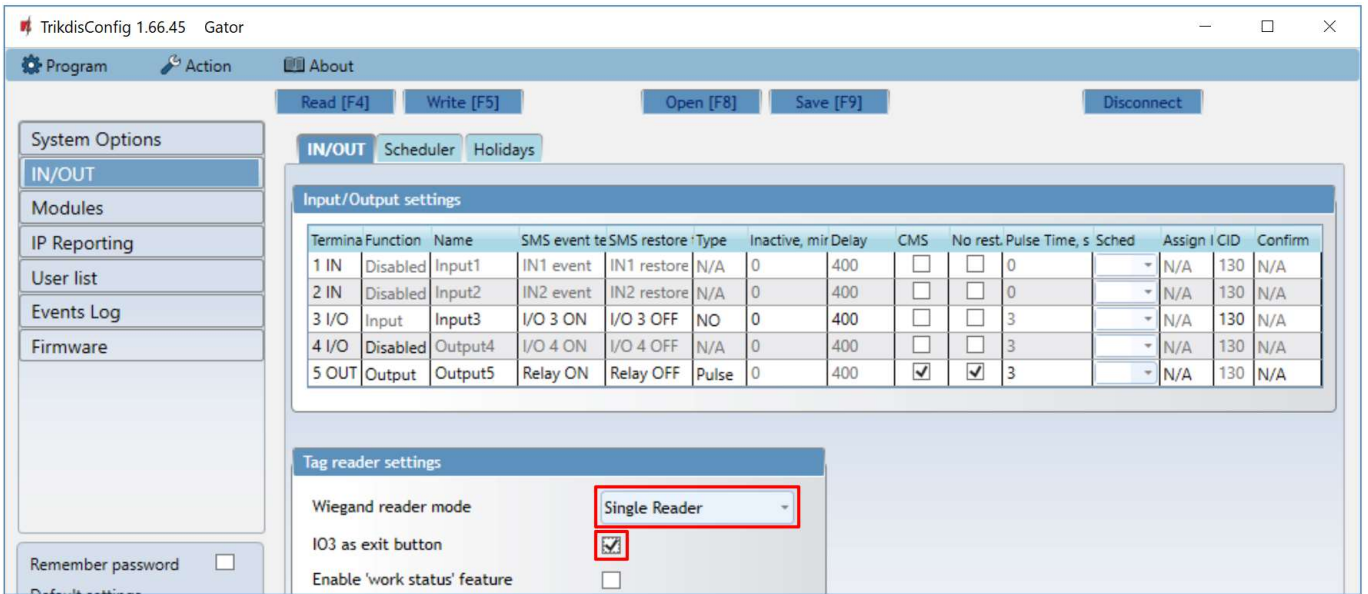 TrikdisConfig 1.66.45 Gator
Program Action About
Read [F4] Write [F5] Open [F8] Save [F9] Disconnect
System Options
IN/OUT
Modules
IP Reporting
User list
Events Log
Firmware
Remember password
Default settings
IN/OUT Scheduler Holidays
Input/Output settings
Termina Function Name SMS event te SMS restore Type Inactive, mir Delay CMS No rest. Pulse Time, s Sched Assign I CID Confirm
1 IN Disabled Input1 IN1 event IN1 restore N/A 0 400 0 N/A 130 N/A
2 IN Disabled Input2 IN2 event IN2 restore N/A 0 400 0 N/A 130 N/A
3 I/O Input Input3 I/O 3 ON I/O 3 OFF NO 0 400 3 N/A 130 N/A
4 I/O Disabled Output4 I/O 4 ON I/O 4 OFF N/A 0 400 3 N/A 130 N/A
5 OUT Output Output5 Relay ON Relay OFF Pulse 0 400 3 N/A 130 N/A
Tag reader settings
Wiegand reader mode Single Reader
IO3 as exit button
Enable 'work status' feature